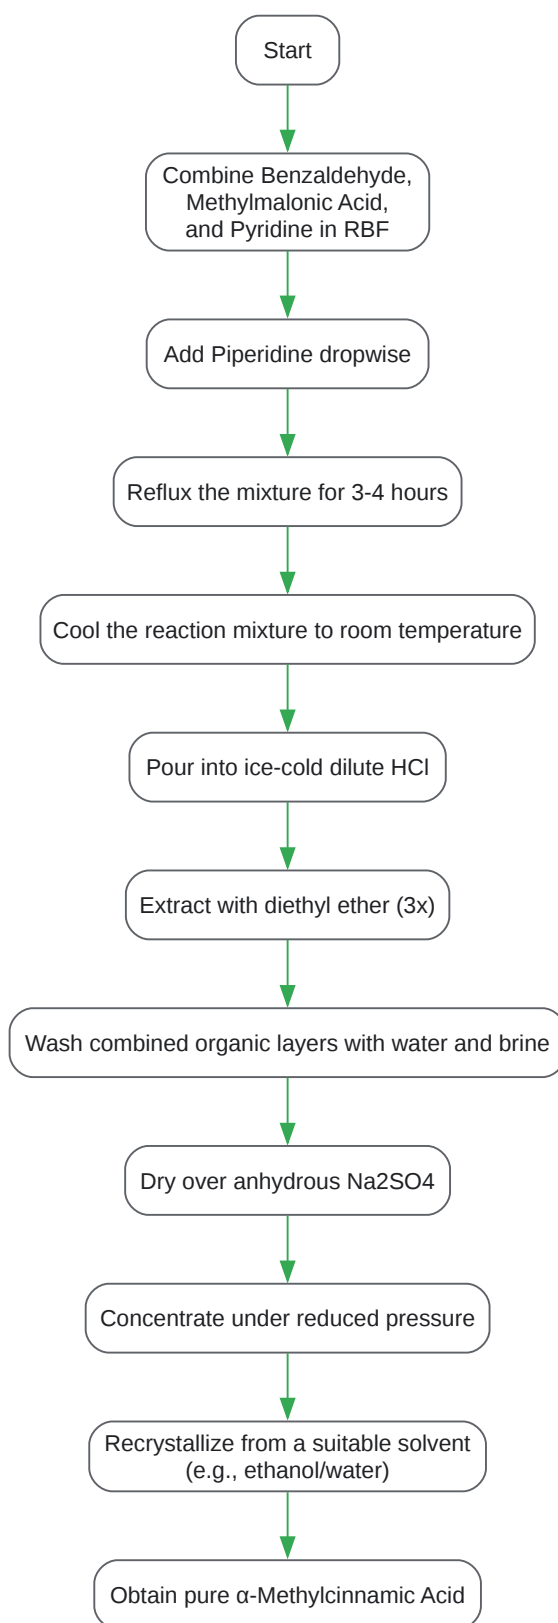 Start
Combine Benzaldehyde,
Methylmalonic Acid,
and Pyridine in RBF
Add Piperidine dropwise
Reflux the mixture for 3-4 hours
Cool the reaction mixture to room temperature
Pour into ice-cold dilute HCl
Extract with diethyl ether (3x)
Wash combined organic layers with water and brine
Dry over anhydrous Na2SO4
Concentrate under reduced pressure
Recrystallize from a suitable solvent
(e.g., ethanol/water)
Obtain pure α-Methylcinnamic Acid